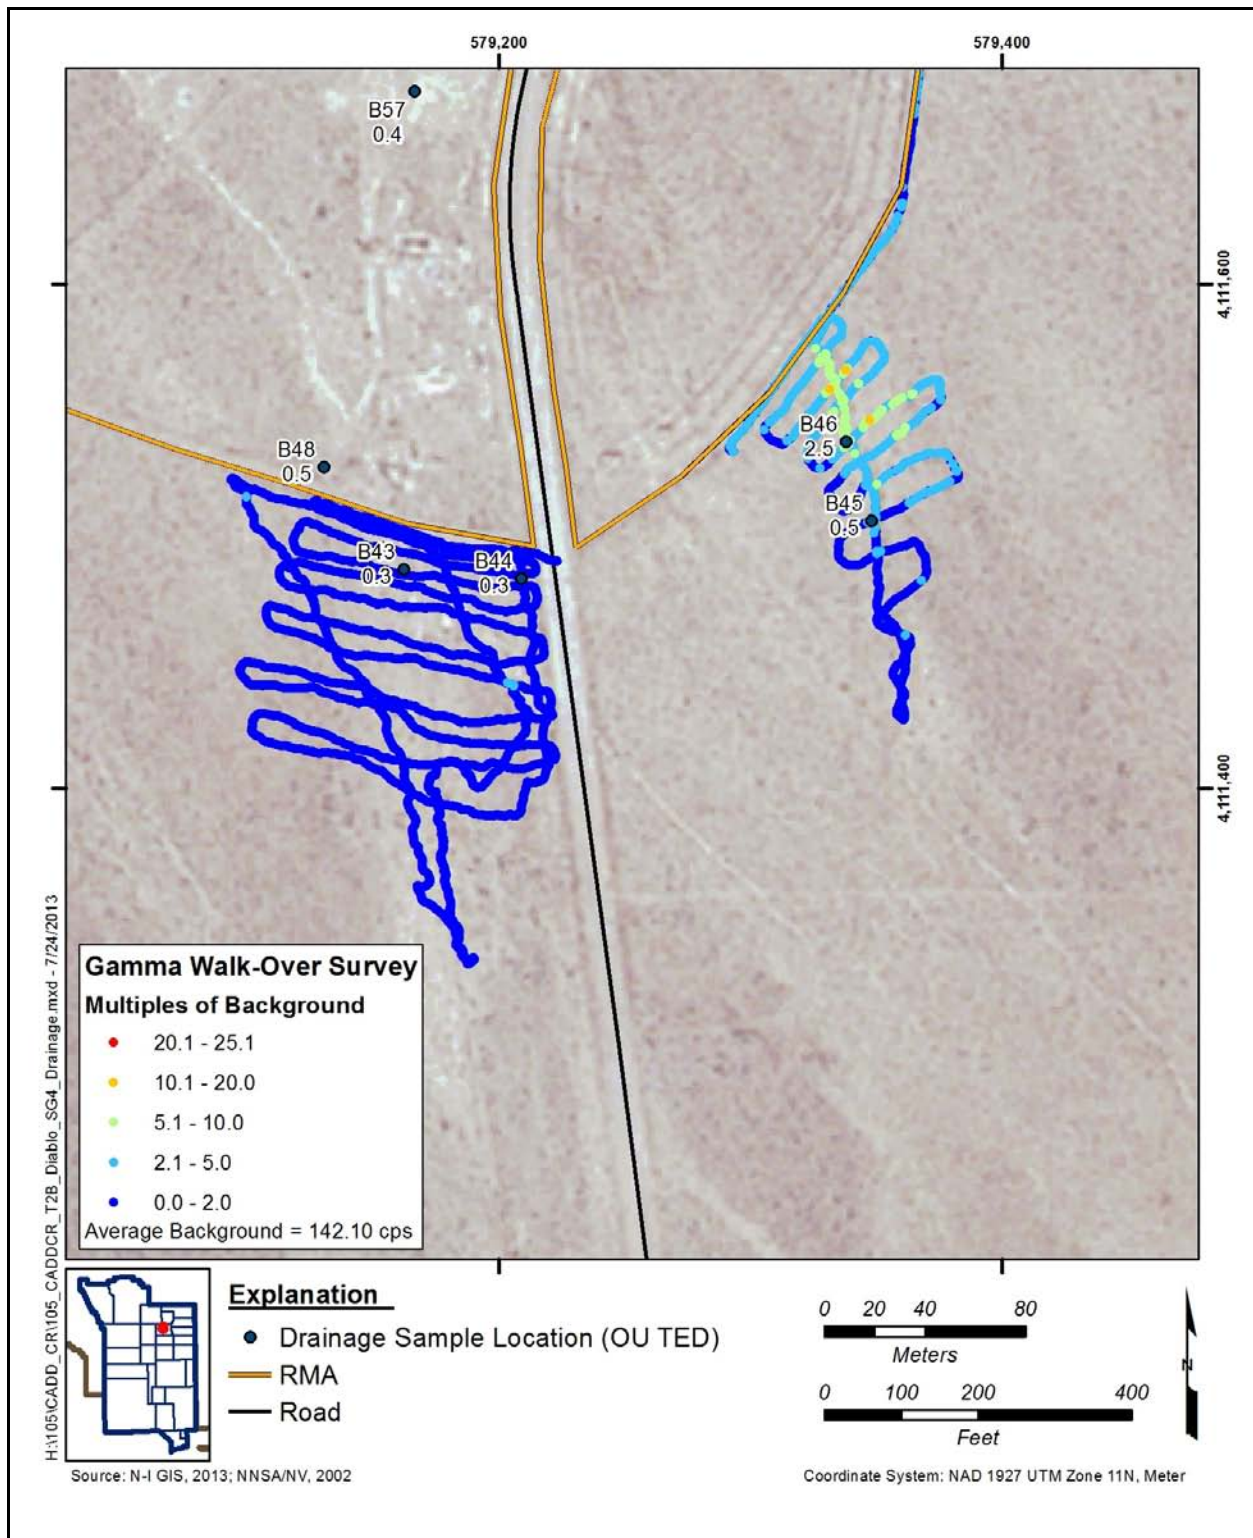 579,200
579,400
B57
0.4
4,111,600
B46
2.5
B48
0.5
B45
0.5
B43
0.3
B44
0.3
4,111,400
H:\105\CADD_CR\105_CADDCR_T2B_Diablo_SG4_Drainage.mxd - 7/24/2013
Gamma Walk-Over Survey
Multiples of Background
20.1 - 25.1
10.1 - 20.0
5.1 - 10.0
2.1 - 5.0
0.0 - 2.0
Average Background = 142.10 cps
Explanation
Drainage Sample Location (OU TED)
RMA
Road
0 20 40 80
Meters
0 100 200 400
Feet
N
Source: N-I GIS, 2013; NNSA/NV, 2002
Coordinate System: NAD 1927 UTM Zone 11N, Meter